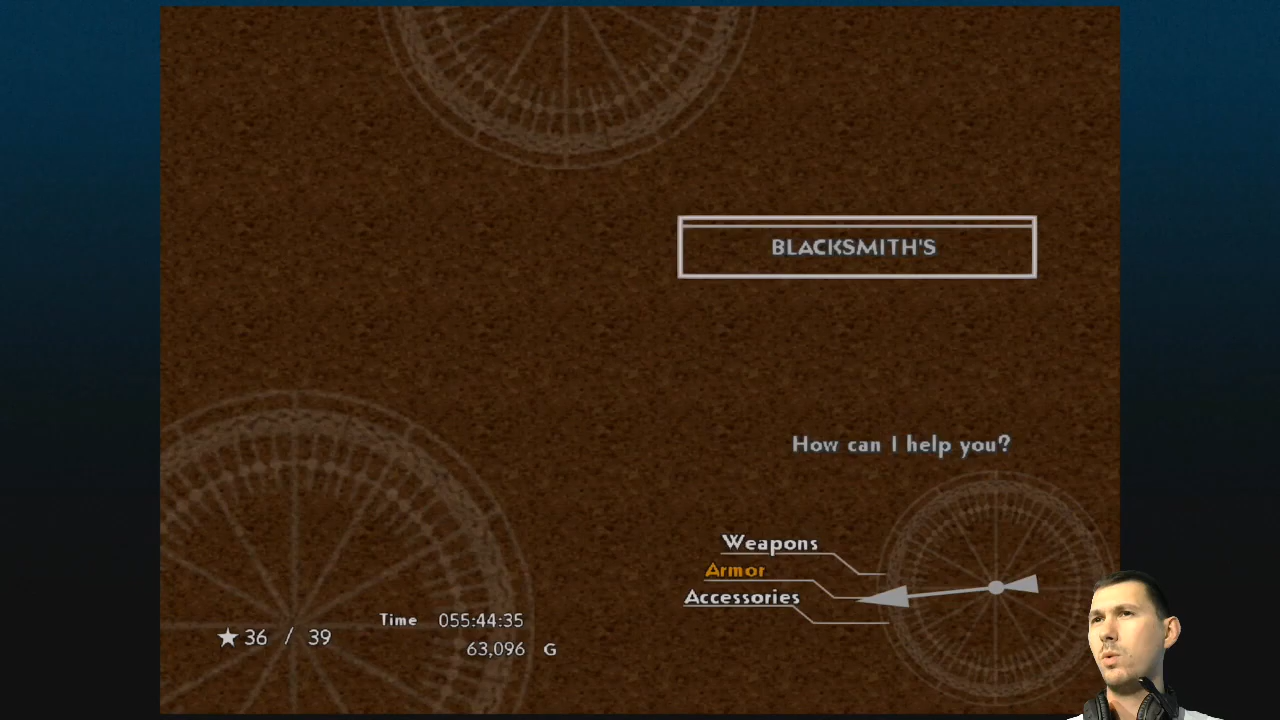 BLACKSMITH'S
How can I help you?
Weapons
Armor
Accessories
Time 055:44:35
★ 36 / 39
63,096 G